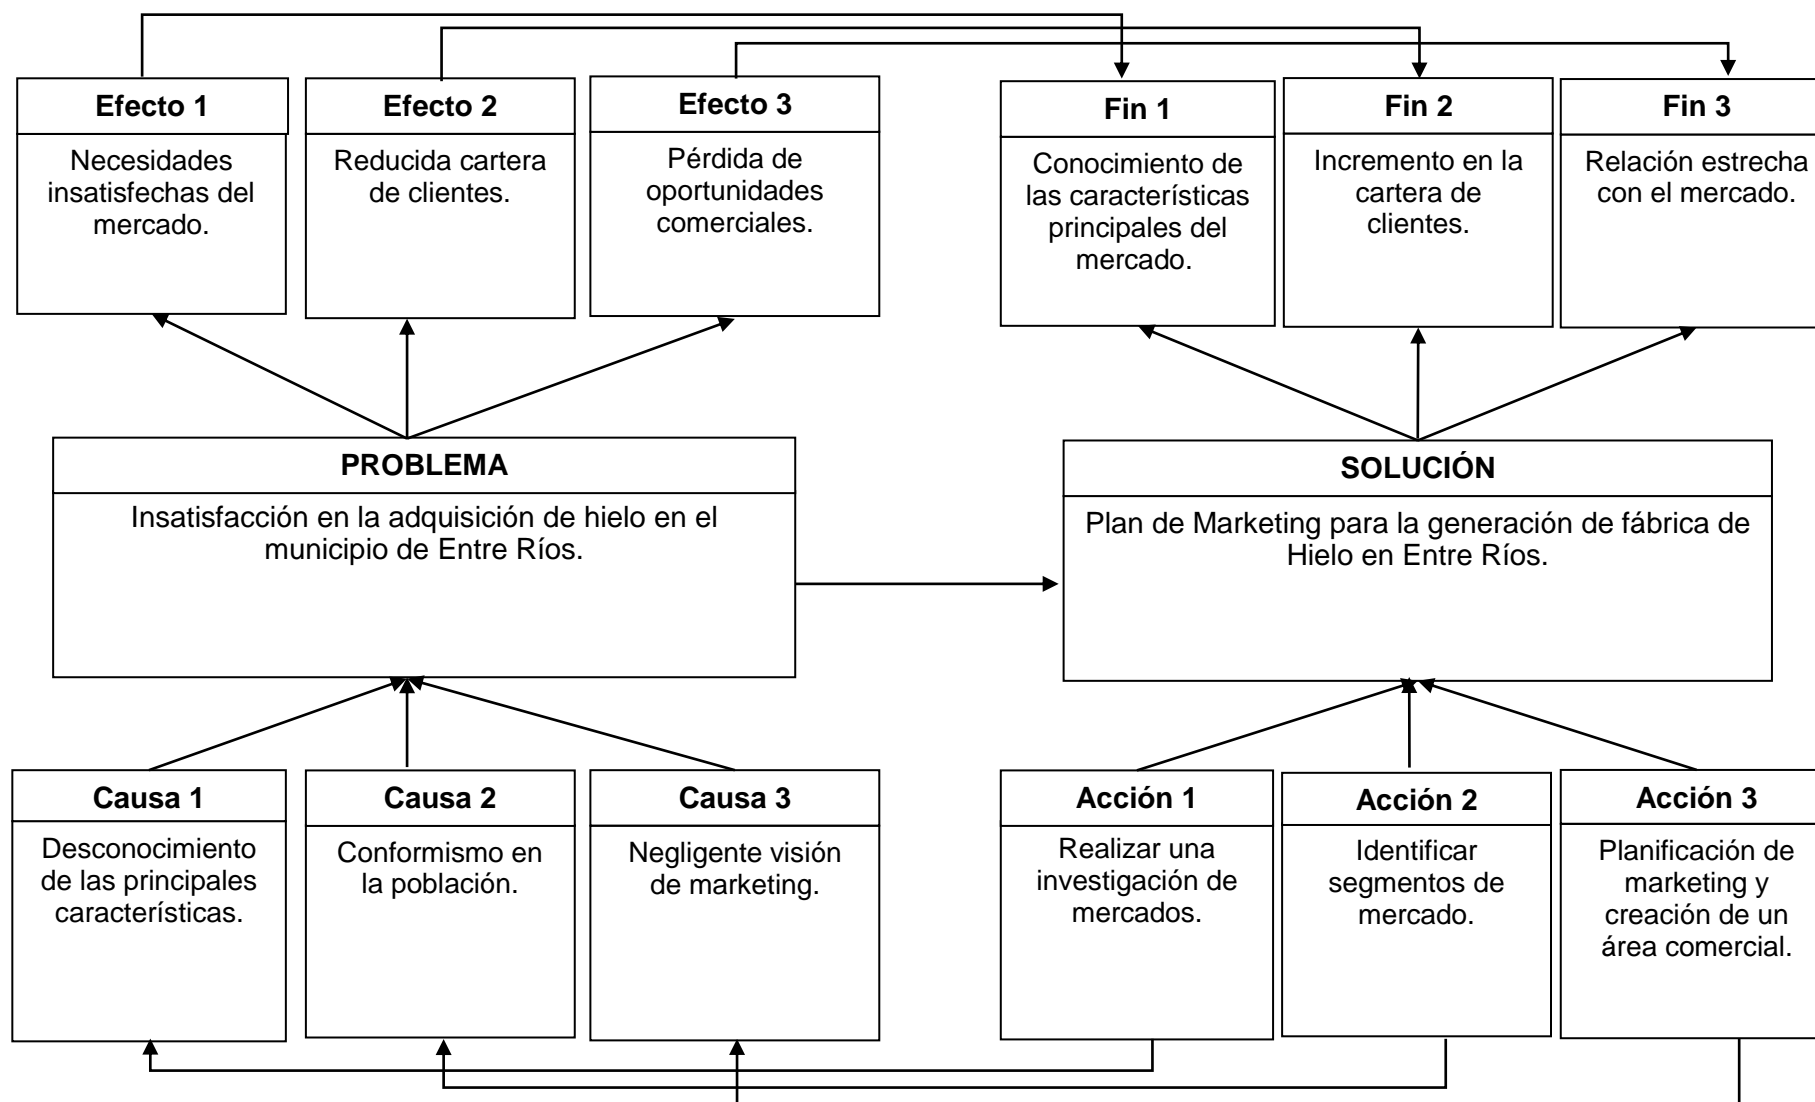 Efecto 1
Necesidades
insatisfechas del
mercado.
Efecto 2
Reducida cartera
de clientes.
Efecto 3
Pérdida de
oportunidades
comerciales.
Fin 1
Conocimiento de
las características
principales del
mercado.
Fin 2
Incremento en la
cartera de
clientes.
Fin 3
Relación estrecha
con el mercado.
PROBLEMA
Insatisfacción en la adquisición de hielo en el
municipio de Entre Ríos.
SOLUCIÓN
Plan de Marketing para la generación de fábrica de
Hielo en Entre Ríos.
Causa 1
Desconocimiento
de las principales
características.
Causa 2
Conformismo en
la población.
Causa 3
Negligente visión
de marketing.
Acción 1
Realizar una
investigación de
mercados.
Acción 2
Identificar
segmentos de
mercado.
Acción 3
Planificación de
marketing y
creación de un
área comercial.